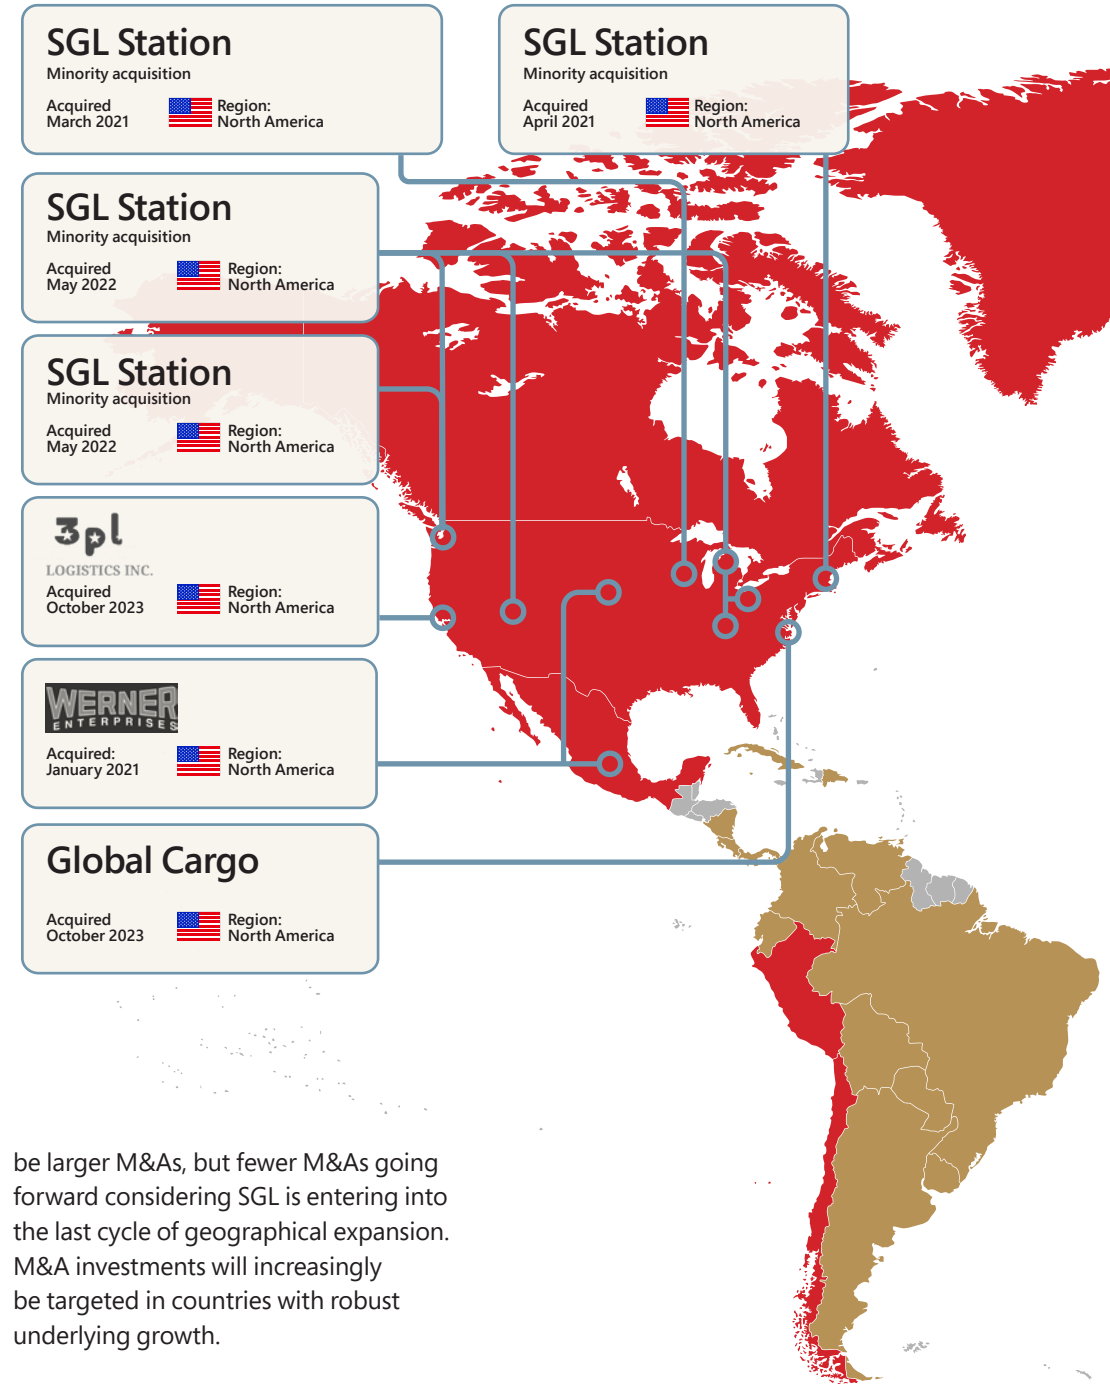 SGL Station
Minority acquisition
Acquired
March 2021
Region:
North America
SGL Station
Minority acquisition
Acquired
April 2021
Region:
North America
SGL Station
Minority acquisition
Acquired
May 2022
Region:
North America
SGL Station
Minority acquisition
Acquired
May 2022
Region:
North America
3pl
LOGISTICS INC.
Acquired
October 2023
Region:
North America
WERNER
ENTERPRISES
Acquired:
January 2021
Region:
North America
Global Cargo
Acquired
October 2023
Region:
North America
be larger M&As, but fewer M&As going
forward considering SGL is entering into
the last cycle of geographical expansion.
M&A investments will increasingly
be targeted in countries with robust
underlying growth.